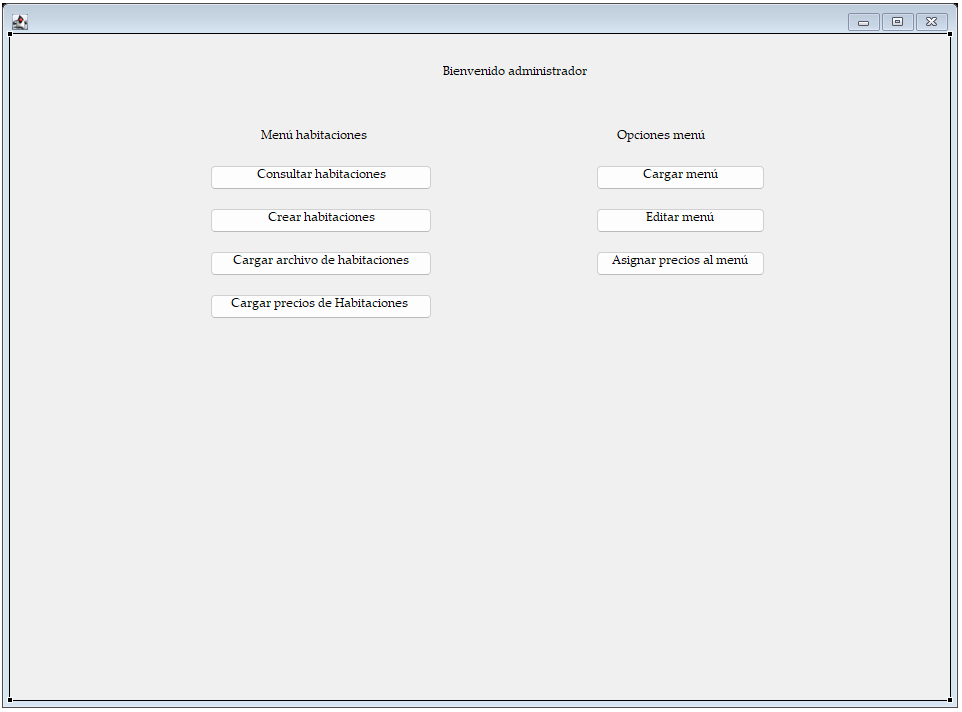 Bienvenido administrador
Menú habitaciones
Opciones menú
Consultar habitaciones
Cargar menú
Crear habitaciones
Editar menú
Cargar archivo de habitaciones
Asignar precios al menú
Cargar precios de Habitaciones